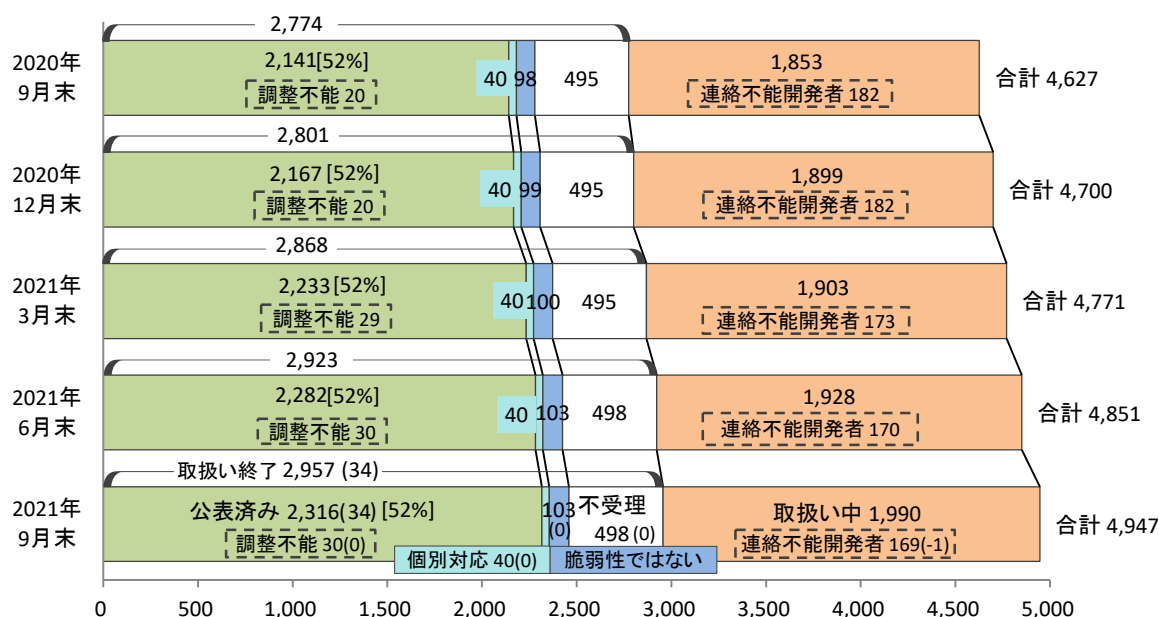 2,774
2020年
9月末
2,141[52%]
調整不能 20
40
98
495
1,853
連絡不能開発者 182
合計 4,627
2,801
2020年
12月末
2,167 [52%]
調整不能 20
40
99
495
1,899
連絡不能開発者 182
合計 4,700
2,868
2021年
3月末
2,233 [52%]
調整不能 29
40
100
495
1,903
連絡不能開発者 173
合計 4,771
2,923
2021年
6月末
2,282 [52%]
調整不能 30
40
103
498
1,928
連絡不能開発者 170
合計 4,851
取扱い終了 2,957 (34)
2021年
9月末
公表済み 2,316(34) [52%]
調整不能 30(0)
103
(0)
不受理
498 (0)
取扱い中 1,990
連絡不能開発者 169(-1)
合計 4,947
個別対応 40(0)
脆弱性ではない
0
500
1,000
1,500
2,000
2,500
3,000
3,500
4,000
4,500
5,000